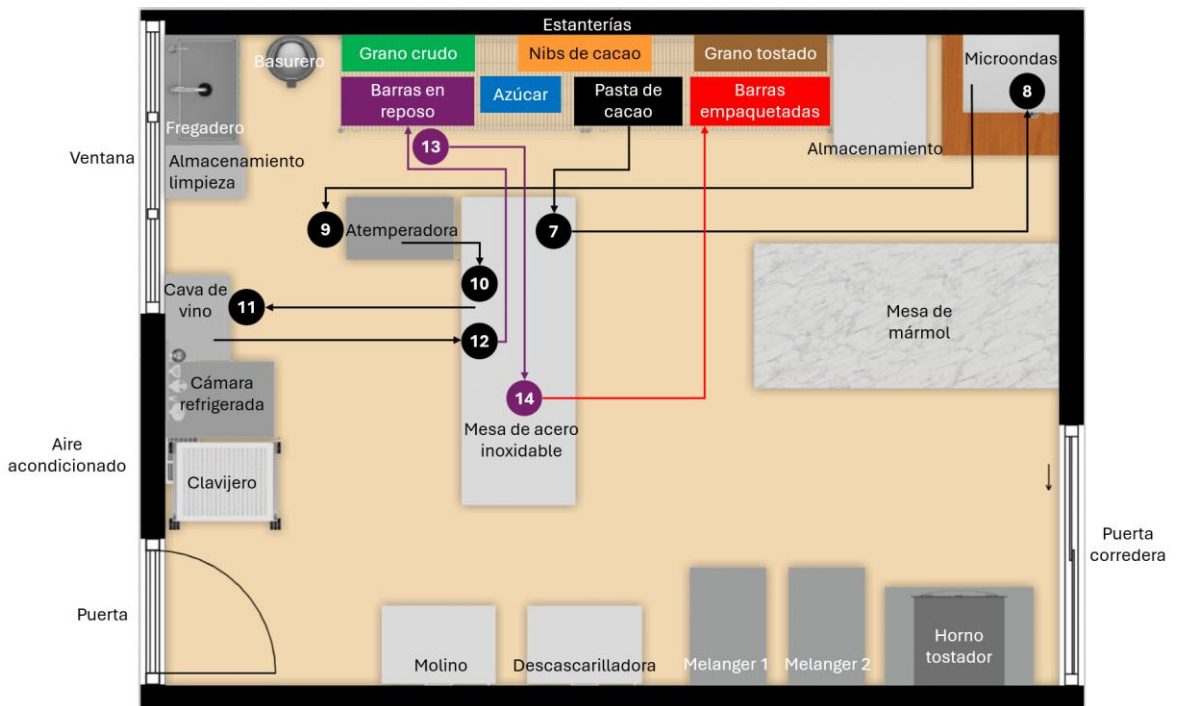 Estanterías
Basurero
Grano crudo
Nibs de cacao
Grano tostado
Microondas
Barras en
reposo
Azúcar
Pasta de
cacao
Barras
empaquetadas
8
Fregadero
13
Almacenamiento
Ventana
Almacenamiento
limpieza
9
Atemperadora
7
10
Cava de
vino
11
12
Mesa de
mármol
Cámara
refrigerada
14
Mesa de acero
inoxidable
Aire
acondicionado
Clavijero
Puerta
corredera
Puerta
Molino
Descascarilladora
Melanger 1
Melanger 2
Horno
tostador